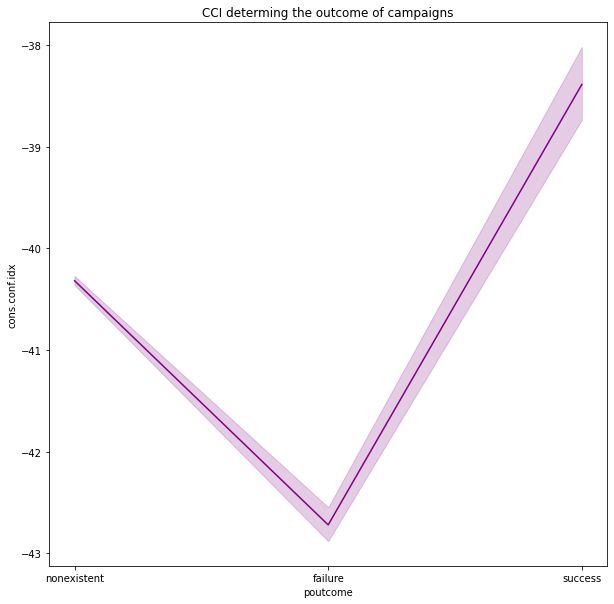 CCI determing the outcome of campaigns
−38
−39
−40
−41
−42
−43
cons.conf.idx
nonexistent failure success
poutcome